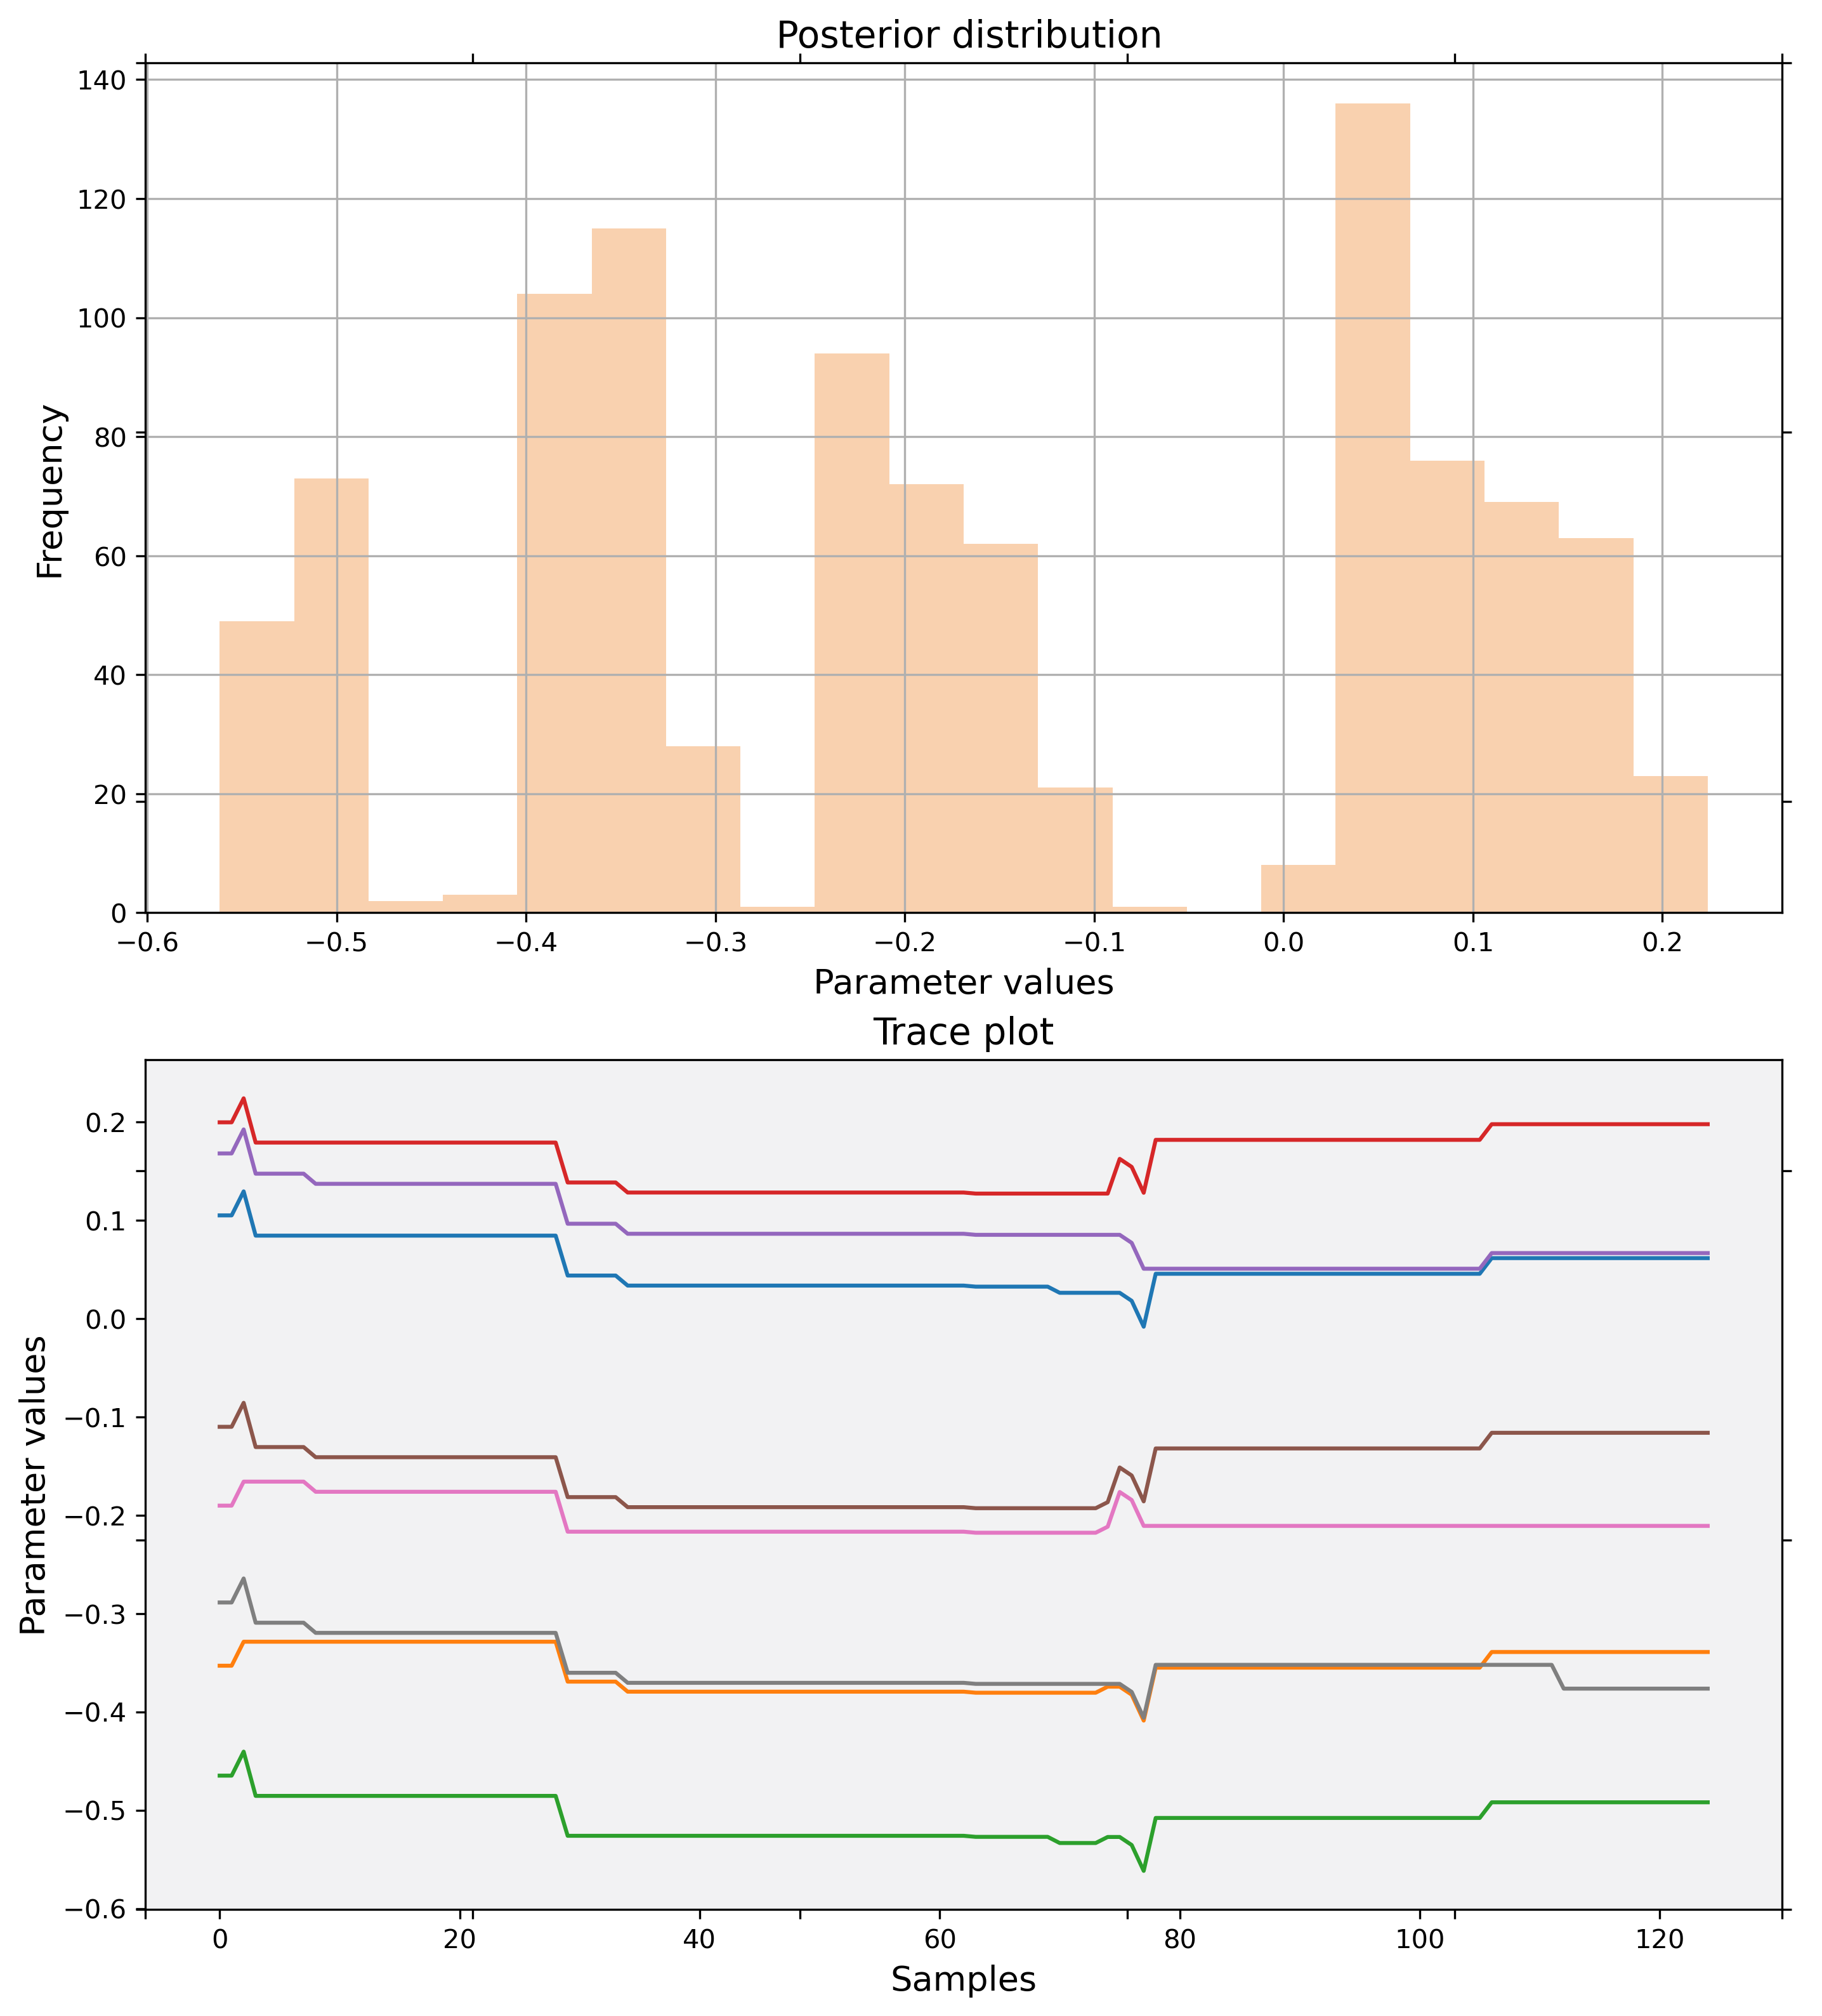 Posterior distribution
140
120
100
80
60
40
20
0
Frequency
−0.6 −0.5 −0.4 −0.3 −0.2 −0.1 0.0 0.1 0.2
Parameter values
Trace plot
0.2
0.1
0.0
−0.1
−0.2
−0.3
−0.4
−0.5
−0.6
Parameter values
0 20 40 60 80 100 120
Samples